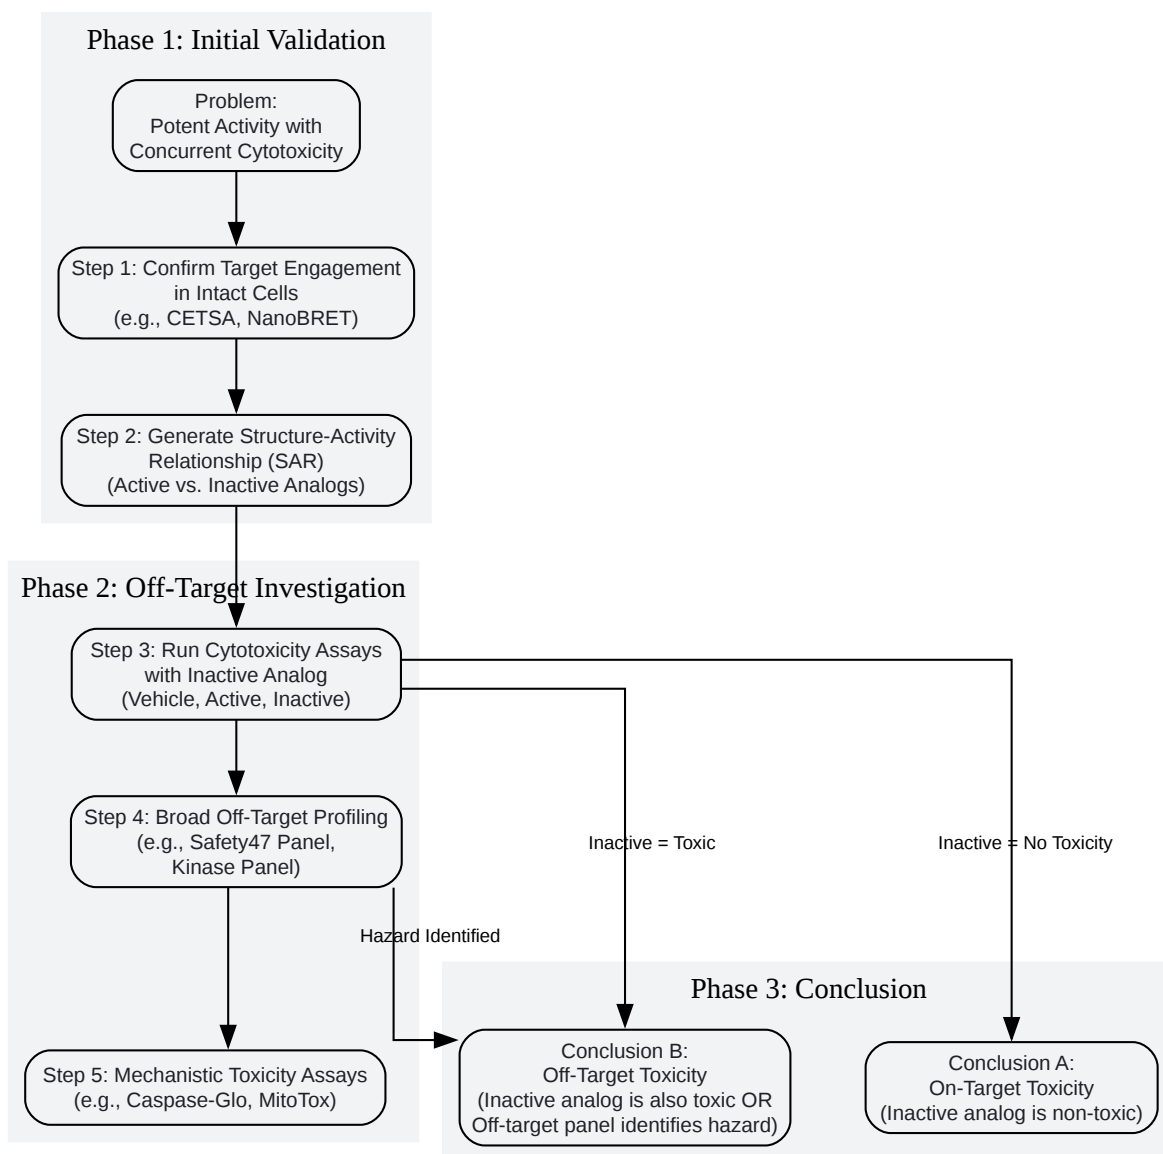 Phase 1: Initial Validation
Problem:
Potent Activity with
Concurrent Cytotoxicity
Step 1: Confirm Target Engagement
in Intact Cells
(e.g., CETSA, NanoBRET)
Step 2: Generate Structure-Activity
Relationship (SAR)
(Active vs. Inactive Analogs)
Phase 2: Off-Target Investigation
Step 3: Run Cytotoxicity Assays
with Inactive Analog
(Vehicle, Active, Inactive)
Step 4: Broad Off-Target Profiling
(e.g., Safety47 Panel,
Kinase Panel)
Inactive = Toxic
Inactive = No Toxicity
Hazard Identified
Step 5: Mechanistic Toxicity Assays
(e.g., Caspase-Glo, MitoTox)
Phase 3: Conclusion
Conclusion B:
Off-Target Toxicity
(Inactive analog is also toxic OR
Off-target panel identifies hazard)
Conclusion A:
On-Target Toxicity
(Inactive analog is non-toxic)